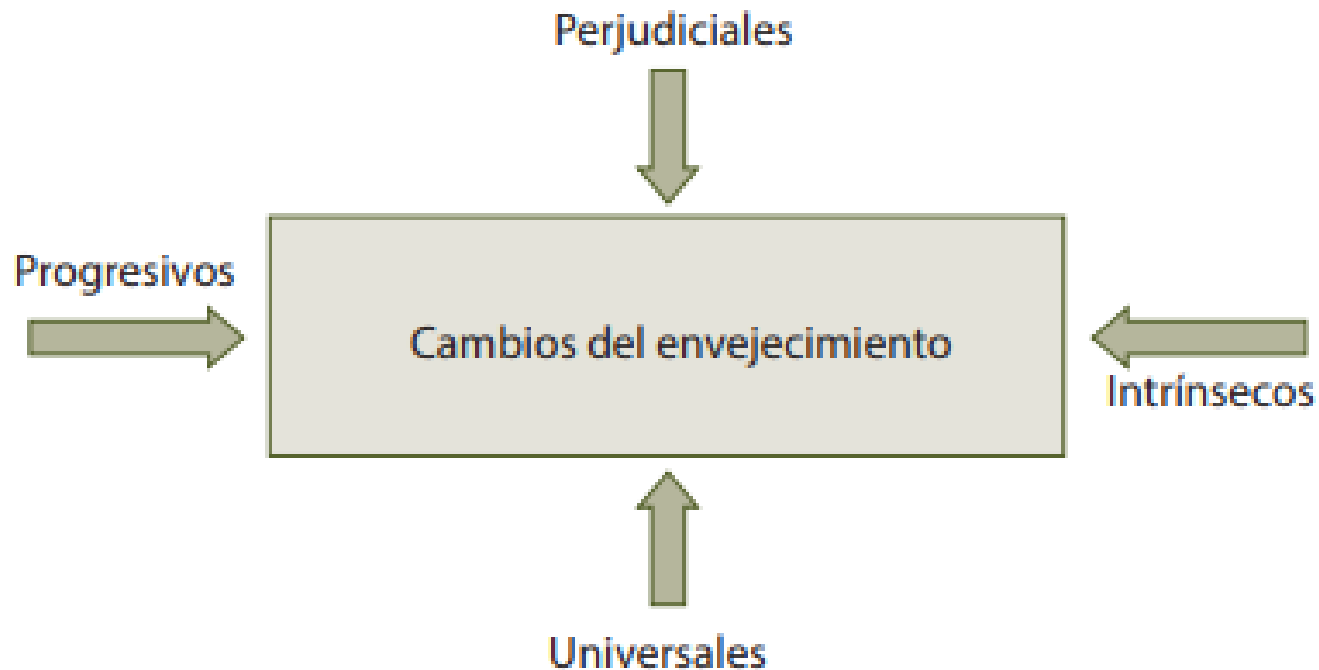 Perjudiciales
Progresivos
Cambios del envejecimiento
Intrínsecos
Universales